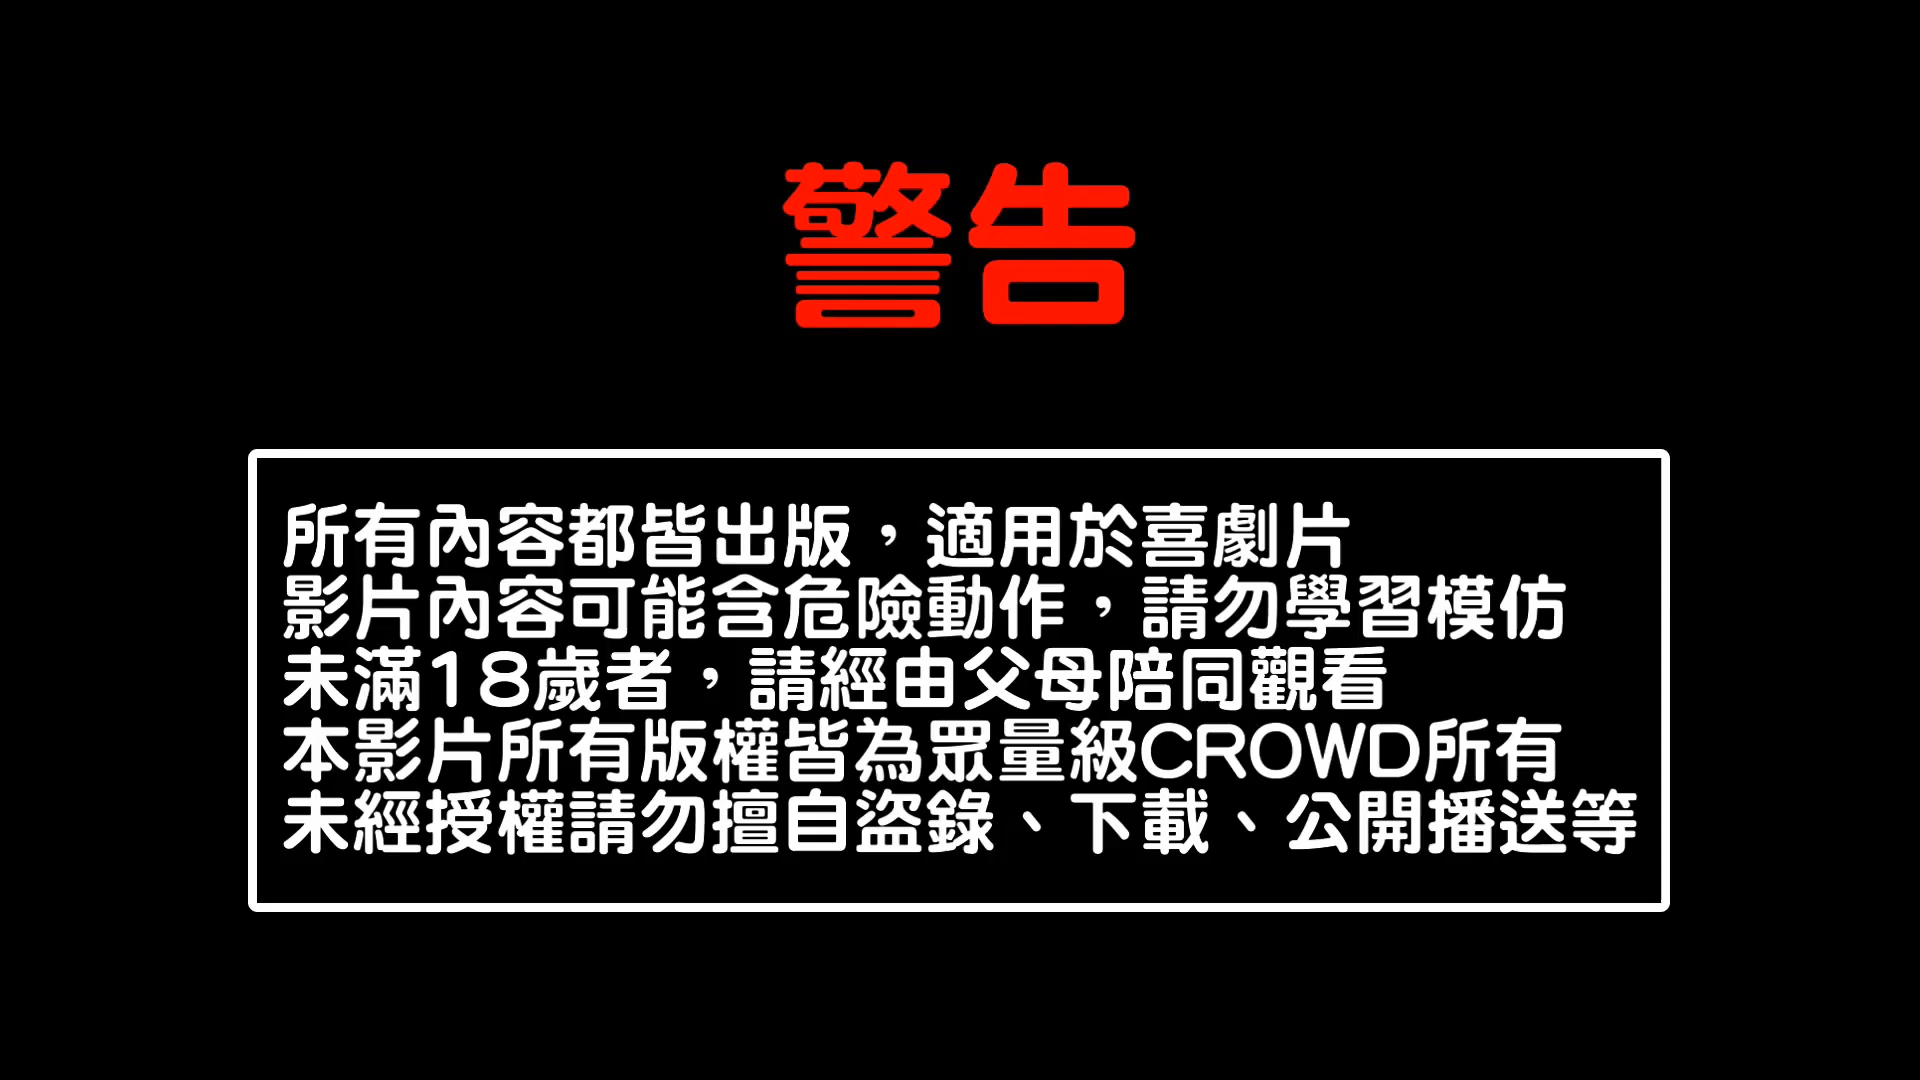 警告
所有內容都皆出版，適用於喜劇片
影片內容可能含危險動作，請勿學習模仿
未滿18歲者，請經由父母陪同觀看
本影片所有版權皆為眾量級CROWD所有
未經授權請勿擅自盜錄、下載、公開播送等